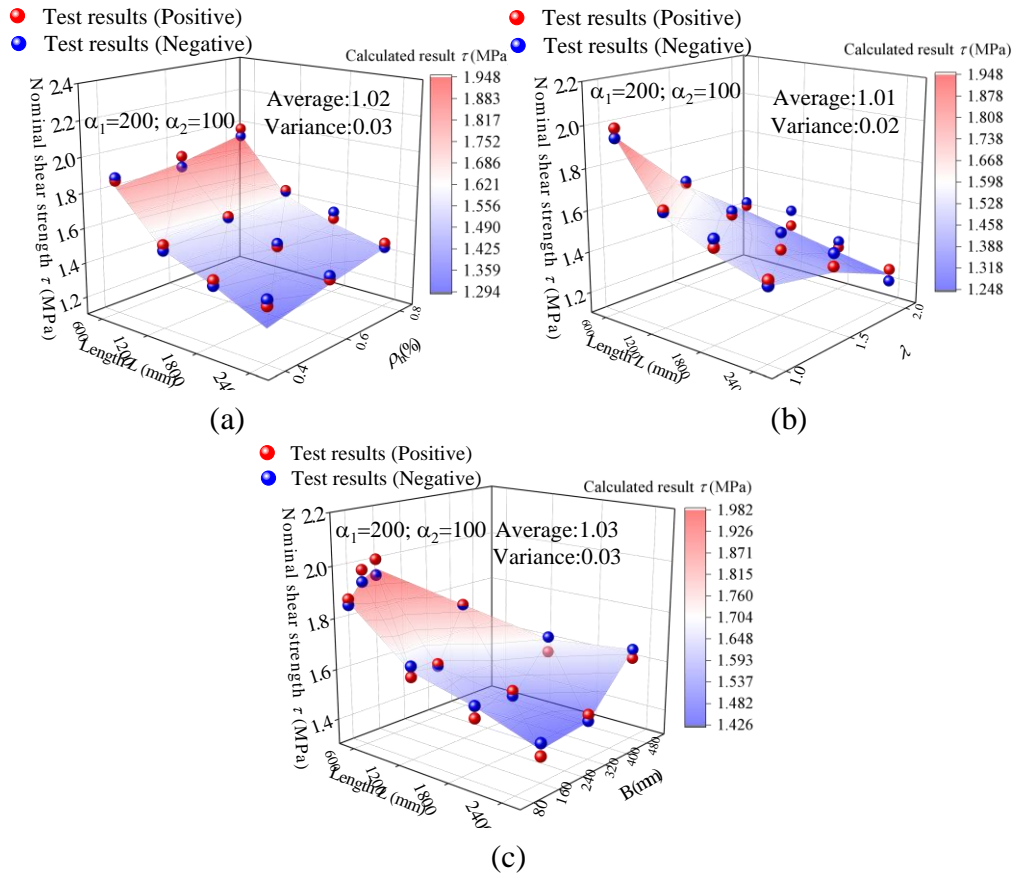 Test results (Positive)
Test results (Negative)
Calculated result τ (MPa)
Nominal shear strength τ (MPa)
2.4
2.2
2.0
1.8
1.6
1.4
1.2
α1=200; α2=100
Average:1.02
Variance:0.03
1.948
1.883
1.817
1.752
1.686
1.621
1.556
1.490
1.425
1.359
1.294
600
1200
1800
240
Length L (mm)
0.4
0.6
0.8
ρh(%)
(a)
Test results (Positive)
Test results (Negative)
Calculated result τ (MPa)
Nominal shear strength τ (MPa)
2.2
2.0
1.8
1.6
1.4
1.2
α1=200; α2=100
Average:1.01
Variance:0.02
1.948
1.878
1.808
1.738
1.668
1.598
1.528
1.458
1.388
1.318
1.248
600
1200
1800
240
Length L (mm)
1.0
1.5
2.0
λ
(b)
Test results (Positive)
Test results (Negative)
Calculated result τ (MPa)
Nominal shear strength τ (MPa)
2.2
2.0
1.8
1.6
1.4
α1=200; α2=100
Average:1.03
Variance:0.03
1.982
1.926
1.871
1.815
1.760
1.704
1.648
1.593
1.537
1.482
1.426
600
1200
1800
240
Length L (mm)
80
160
240
320
400
480
B(mm)
(c)